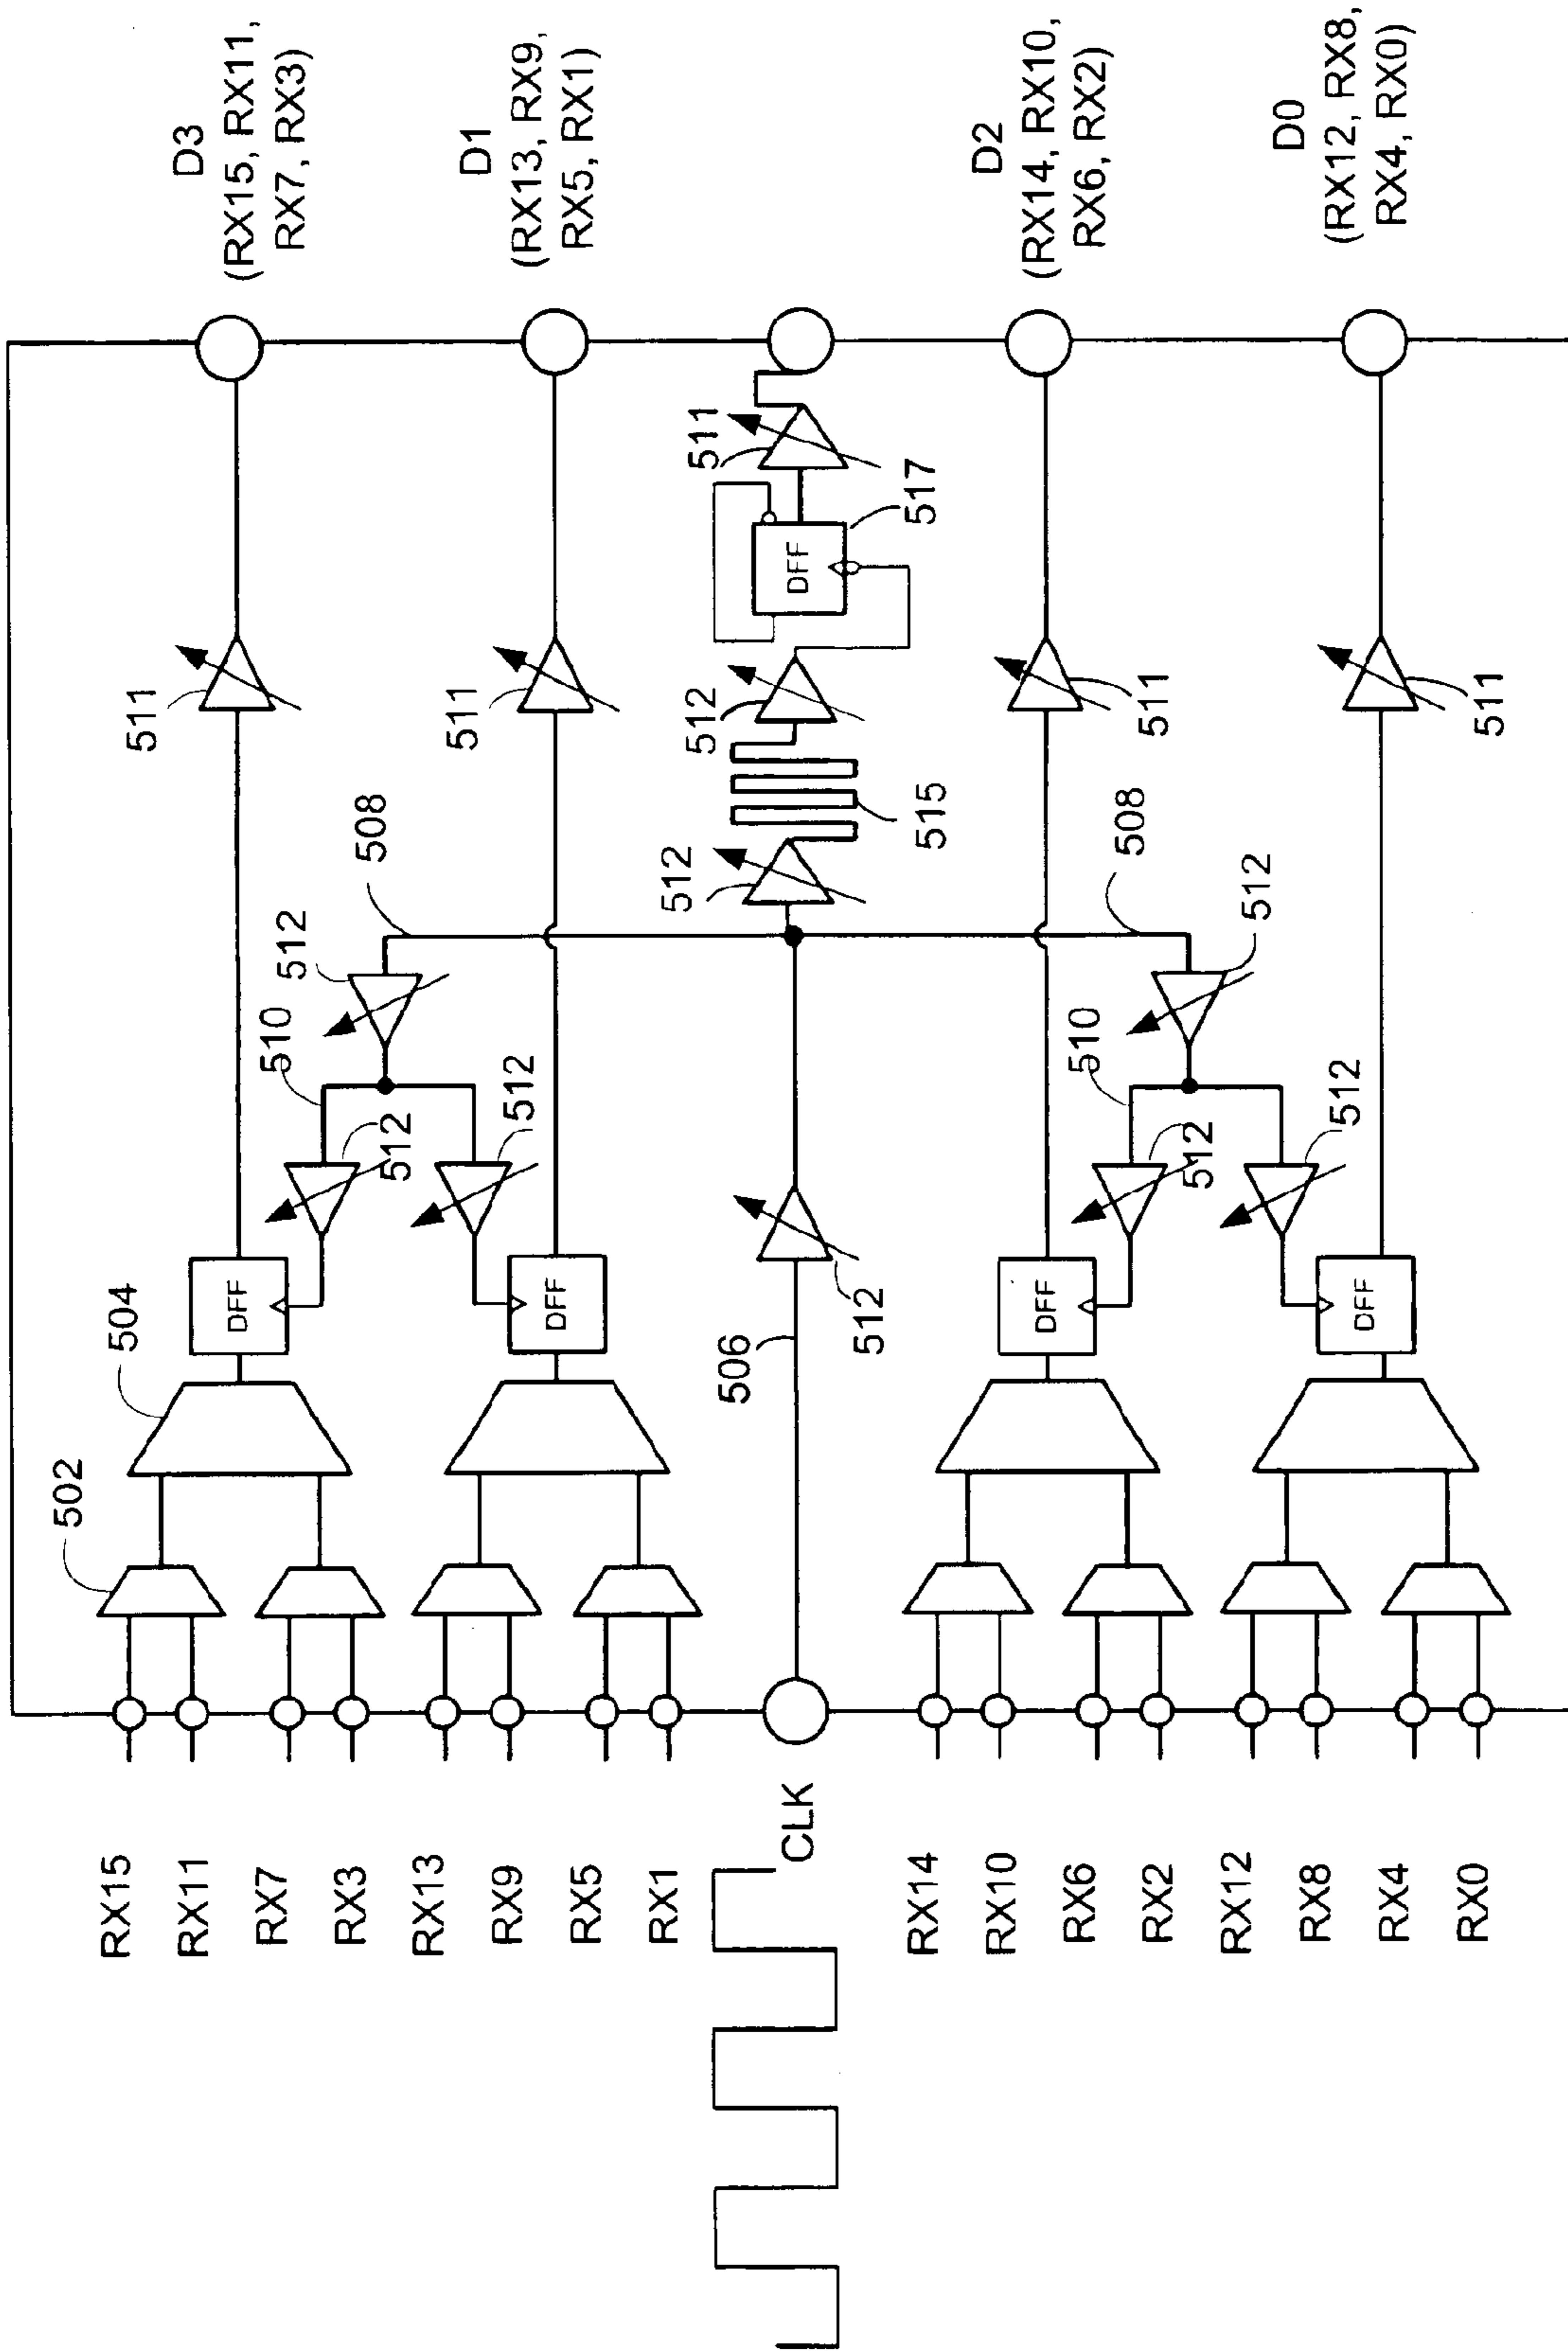 D3
(RX15, RX11,
RX7, RX3)
RX15
502
504
511
RX11
RX7
510
512
508
RX3
512
RX13
511
D1
(RX13, RX9,
RX5, RX1)
DFF
RX9
512
RX5
DFF
RX1
CLK
506
512
512
515
512
DFF
517
511
RX14
RX10
RX6
510
508
D2
(RX14, RX10,
RX6, RX2)
DFF
511
RX2
512
512
RX12
512
RX8
RX4
DFF
511
D0
(RX12, RX8,
RX4, RX0)
RX0
DFF